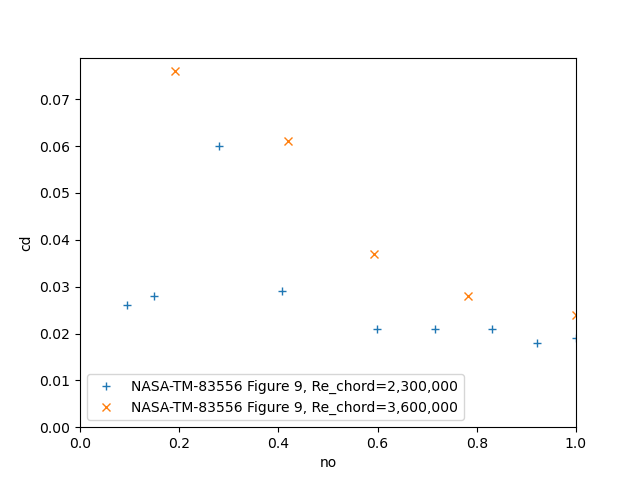 0.07
0.06
0.05
0.04
0.03
0.02
0.01
0.00
cd
NASA-TM-83556 Figure 9, Re_chord=2,300,000
NASA-TM-83556 Figure 9, Re_chord=3,600,000
0.0 0.2 0.4 0.6 0.8 1.0
no